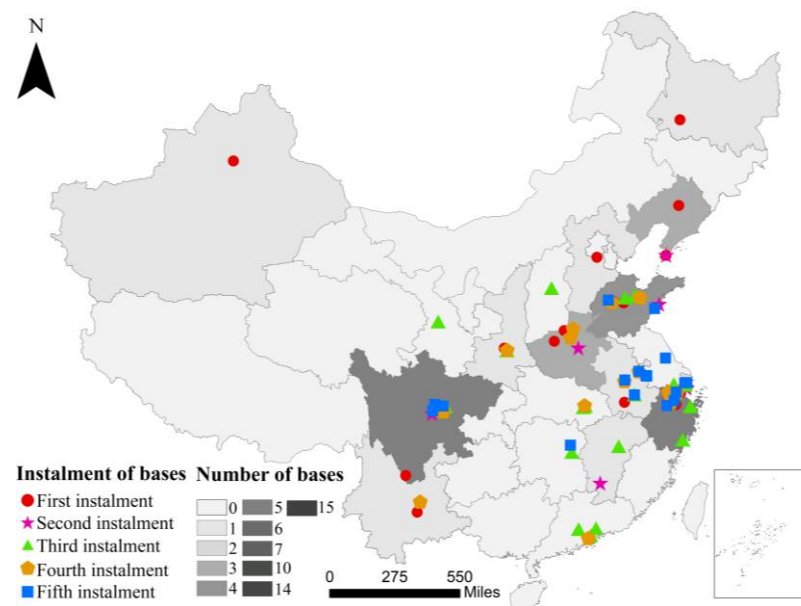 N
Instalment of bases
First instalment
Second instalment
Third instalment
Fourth instalment
Fifth instalment
Number of bases
0 5 15
1 6
2 7
3 10
4 14
0 275 550
Miles